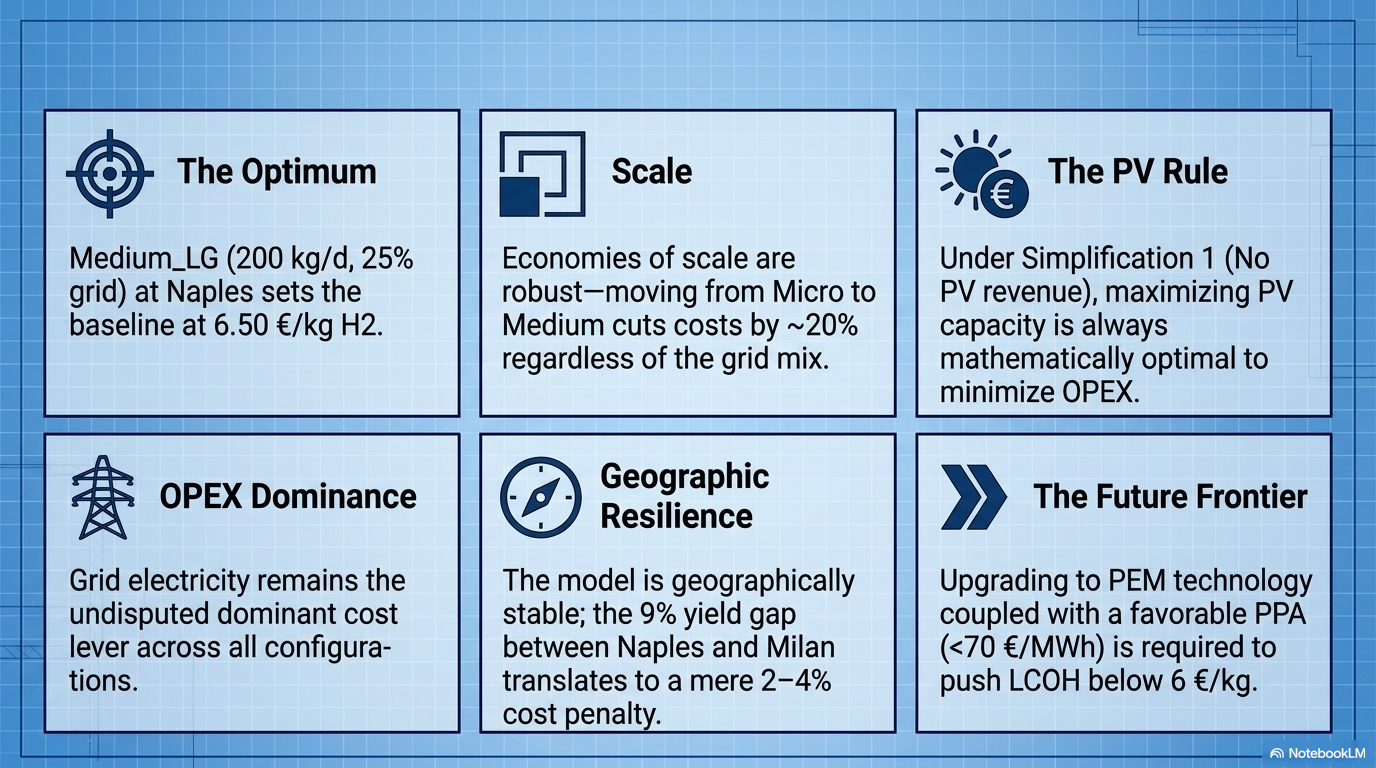 The Optimum
Medium_LG (200 kg/d, 25%
grid) at Naples sets the
baseline at 6.50 €/kg H2.
Scale
Economies of scale are
robust—moving from Micro to
Medium cuts costs by ~20%
regardless of the grid mix.
€
The PV Rule
Under Simplification 1 (No
PV revenue), maximizing PV
capacity is always
mathematically optimal to
minimize OPEX.
OPEX Dominance
Grid electricity remains the
undisputed dominant cost
lever across all configura-
tions.
Geographic
Resilience
The model is geographically
stable; the 9% yield gap
between Naples and Milan
translates to a mere 2–4%
cost penalty.
The Future Frontier
Upgrading to PEM technology
coupled with a favorable PPA
(<70 €/MWh) is required to
push LCOH below 6 €/kg.
NotebookLM